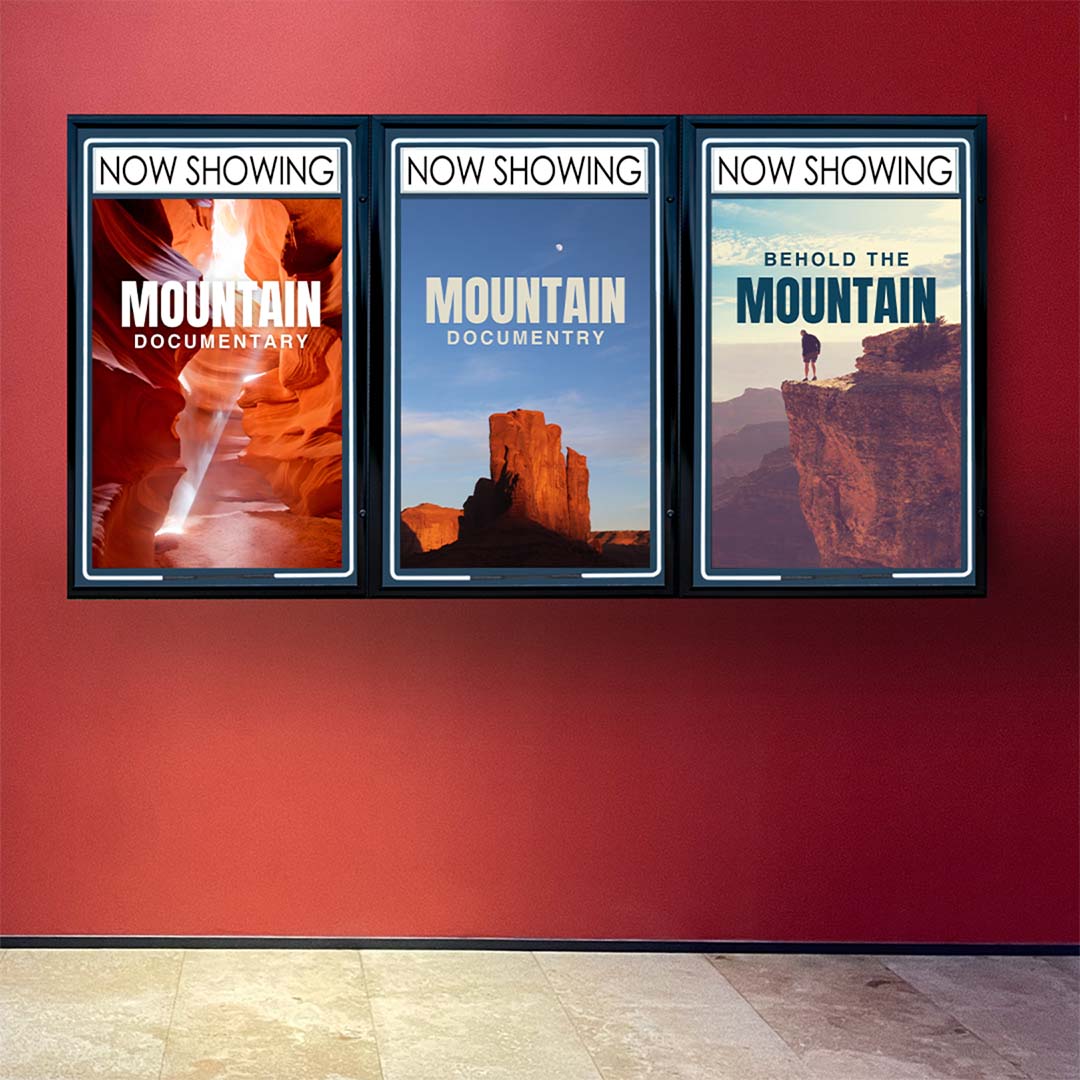 NOW SHOWING
MOUNTAIN
DOCUMENTARY
NOW SHOWING
MOUNTAIN
DOCUMENTRY
NOW SHOWING
BEHOLD THE
MOUNTAIN